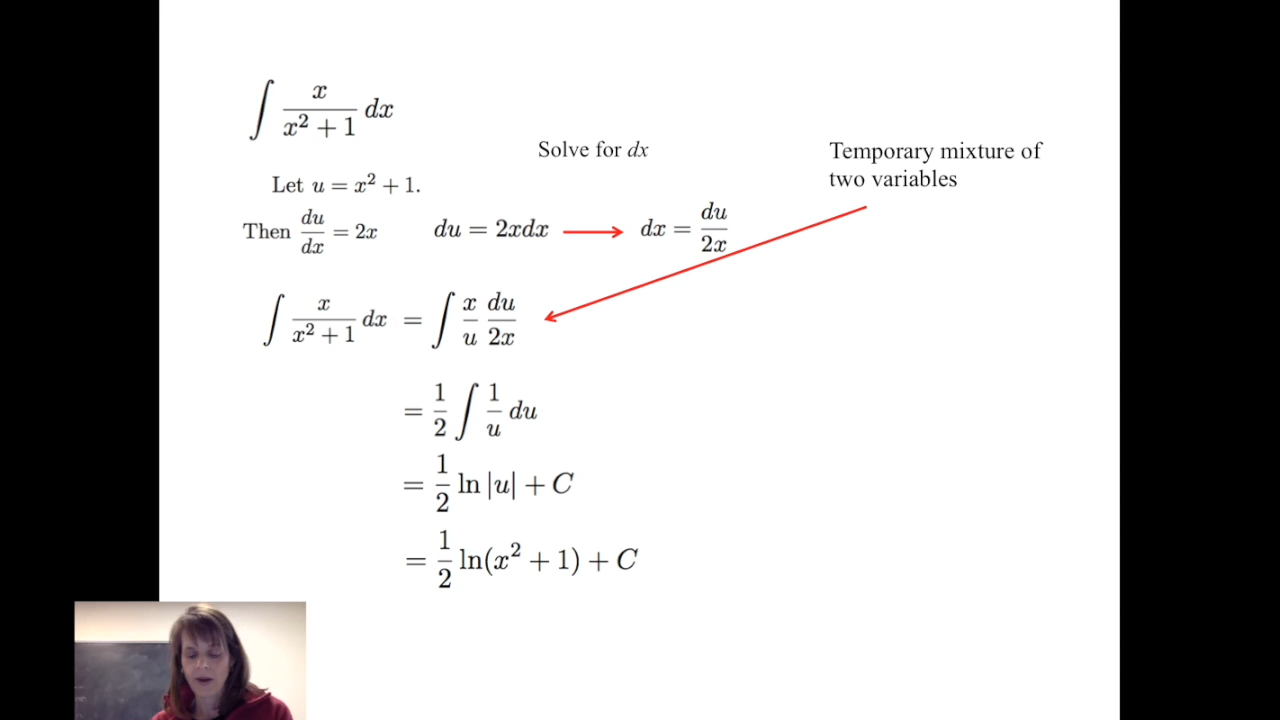 ∫ x/(x² + 1) dx
Solve for dx
Temporary mixture of
two variables
Let u = x² + 1.
Then du/dx = 2x du = 2xdx ⟶ dx = du/2x
∫ x/(x² + 1) dx = ∫ x/u du/2x
= 1/2 ∫ 1/u du
= 1/2 ln |u| + C
= 1/2 ln(x² + 1) + C